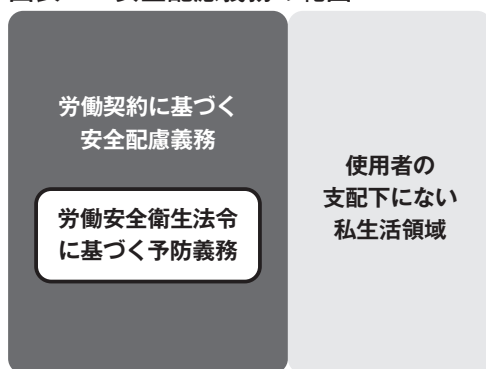 労働契約に基づく
安全配慮義務
労働安全衛生法令
に基づく予防義務
使用者の
支配下にない
私生活領域